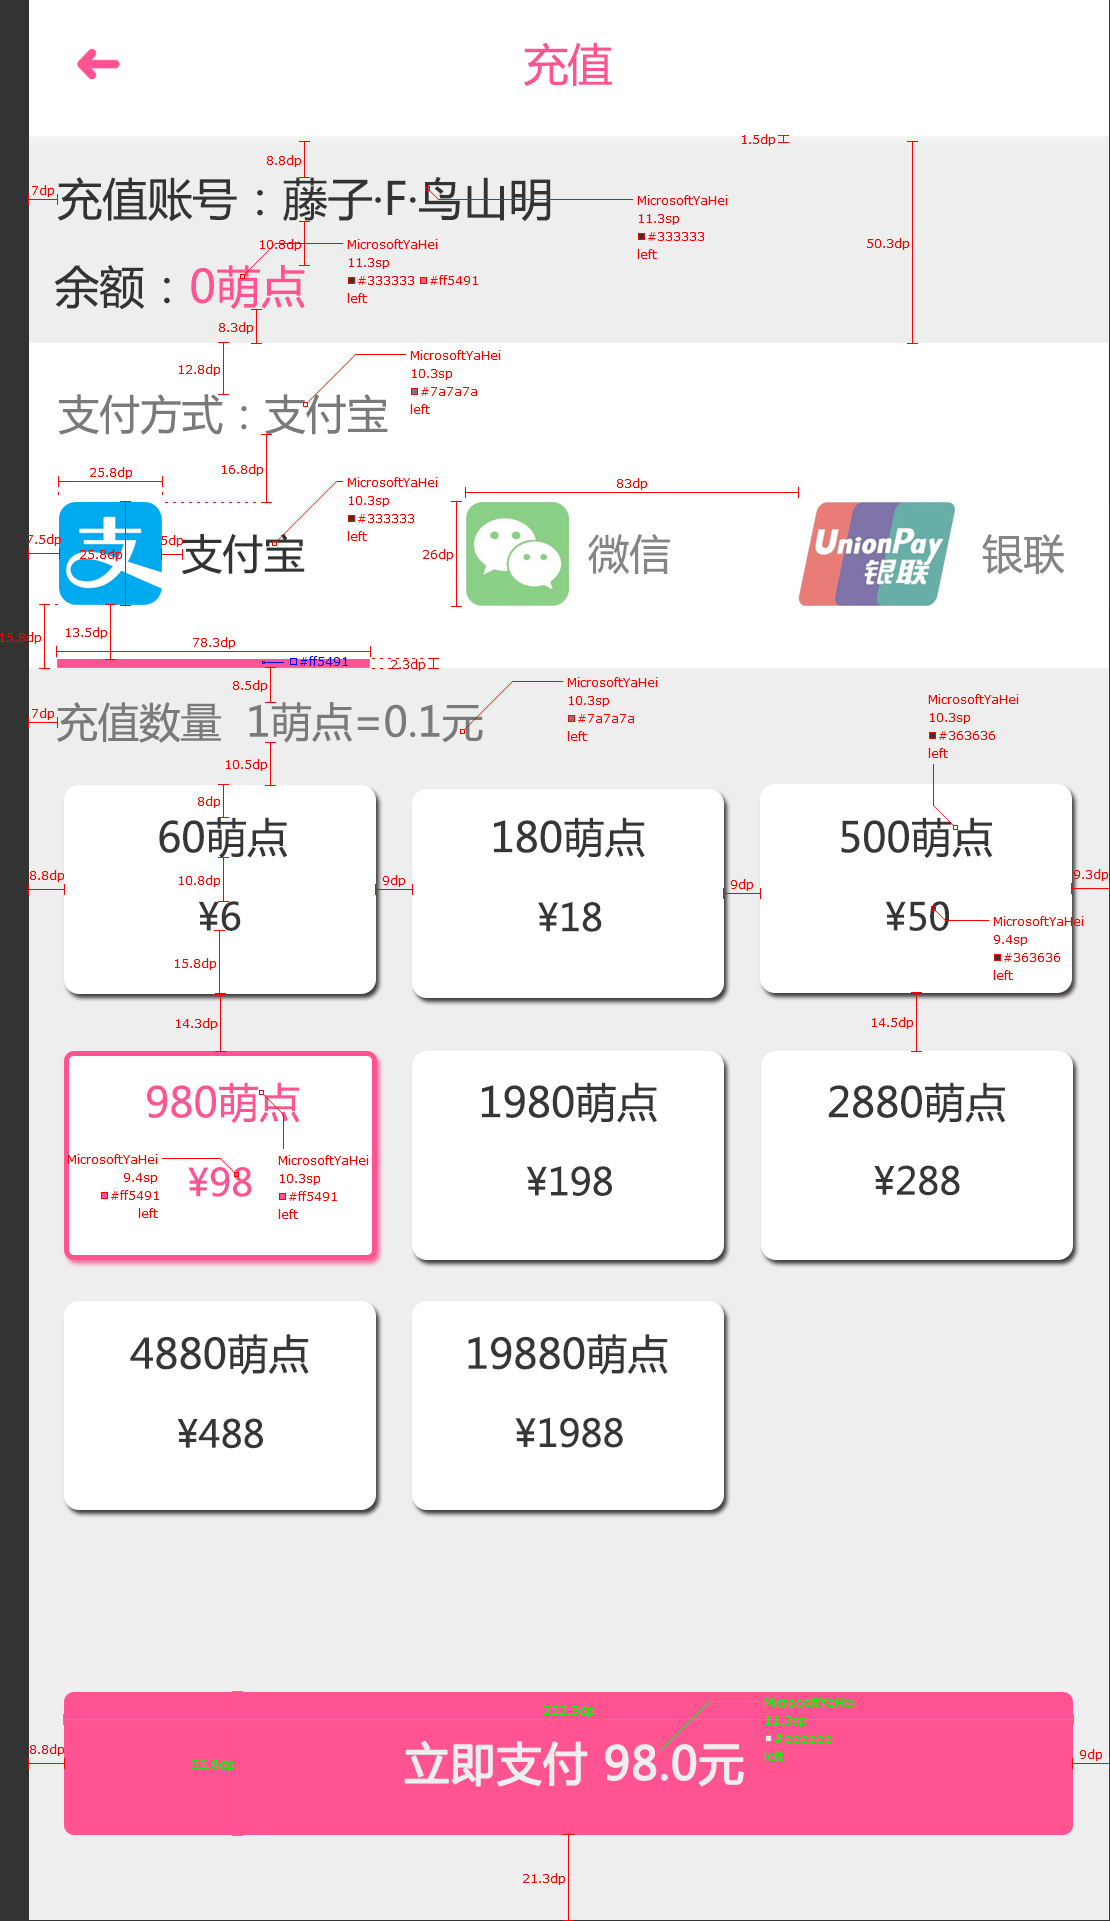 充值
1.5dp
8.8dp
7dp
充值账号：藤子·F·鸟山明
MicrosoftYaHei
11.3sp
#333333
left
50.3dp
10.8dp
MicrosoftYaHei
11.3sp
#333333 #ff5491
left
余额：0萌点
8.3dp
12.8dp
MicrosoftYaHei
10.3sp
#7a7a7a
left
支付方式：支付宝
16.8dp
25.8dp
MicrosoftYaHei
10.3sp
#333333
left
83dp
7.5dp
支
25.8dp
5dp
支付宝
26dp
微信
UnionPay
银联
银联
15.8dp
13.5dp
78.3dp
#ff5491
2.3dp
8.5dp
MicrosoftYaHei
10.3sp
#7a7a7a
left
7dp
充值数量 1萌点=0.1元
MicrosoftYaHei
10.3sp
#363636
left
10.5dp
8dp
60萌点
180萌点
500萌点
8.8dp
10.8dp
9dp
9dp
9.3dp
¥6
¥18
¥50
MicrosoftYaHei
9.4sp
#363636
left
15.8dp
14.3dp
14.5dp
980萌点
1980萌点
2880萌点
MicrosoftYaHei
9.4sp
#ff5491
left
¥98
MicrosoftYaHei
10.3sp
#ff5491
left
¥198
¥288
4880萌点
19880萌点
¥488
¥1988
MicrosoftYaHei
11.3sp
#eeeeee
left
8.8dp
立即支付 98.0元
9dp
21.3dp